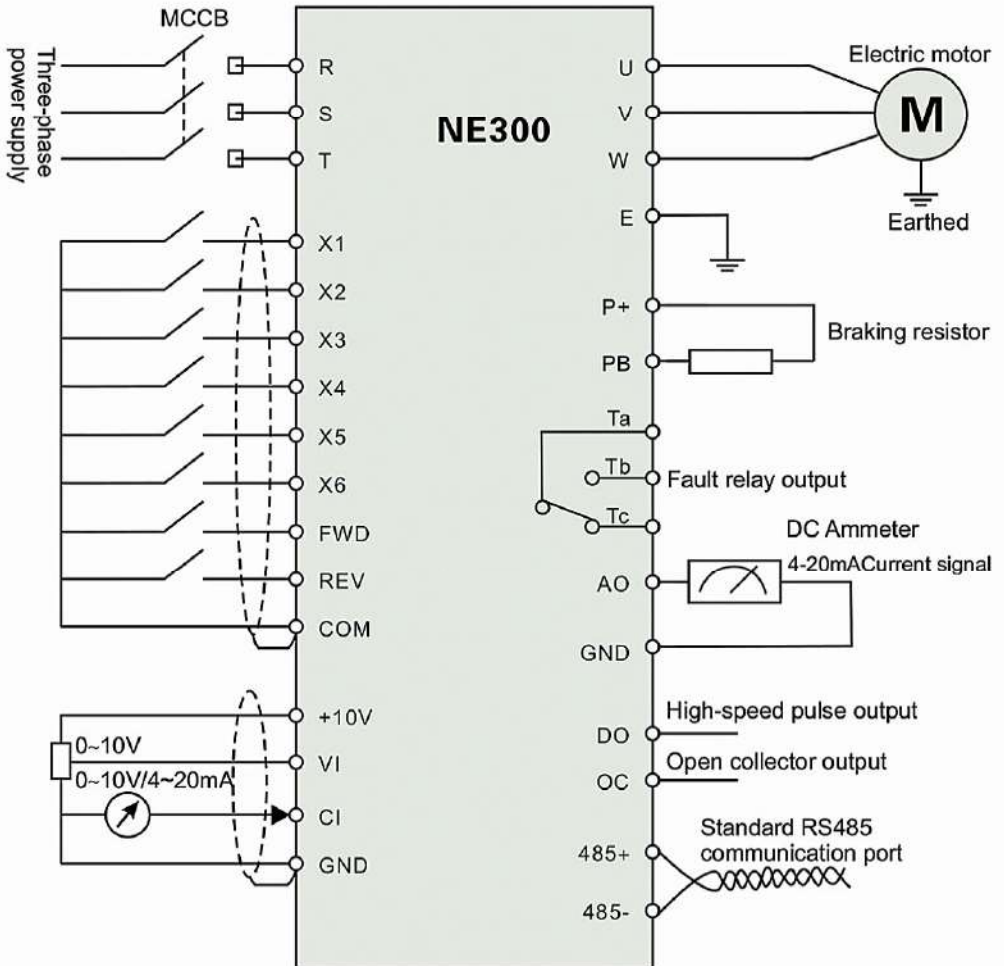 MCCB
Three-phase
power supply
R
S
T
X1
X2
X3
X4
X5
X6
FWD
REV
COM
+10V
0~10V
VI
0~10V/4~20mA
CI
GND
NE300
U
V
W
E
Electric motor
M
Earthed
P+
PB
Braking resistor
Ta
Tb
Tc
Fault relay output
DC Ammeter
4-20mACurrent signal
AO
GND
High-speed pulse output
DO
Open collector output
OC
Standard RS485
communication port
485+
485-